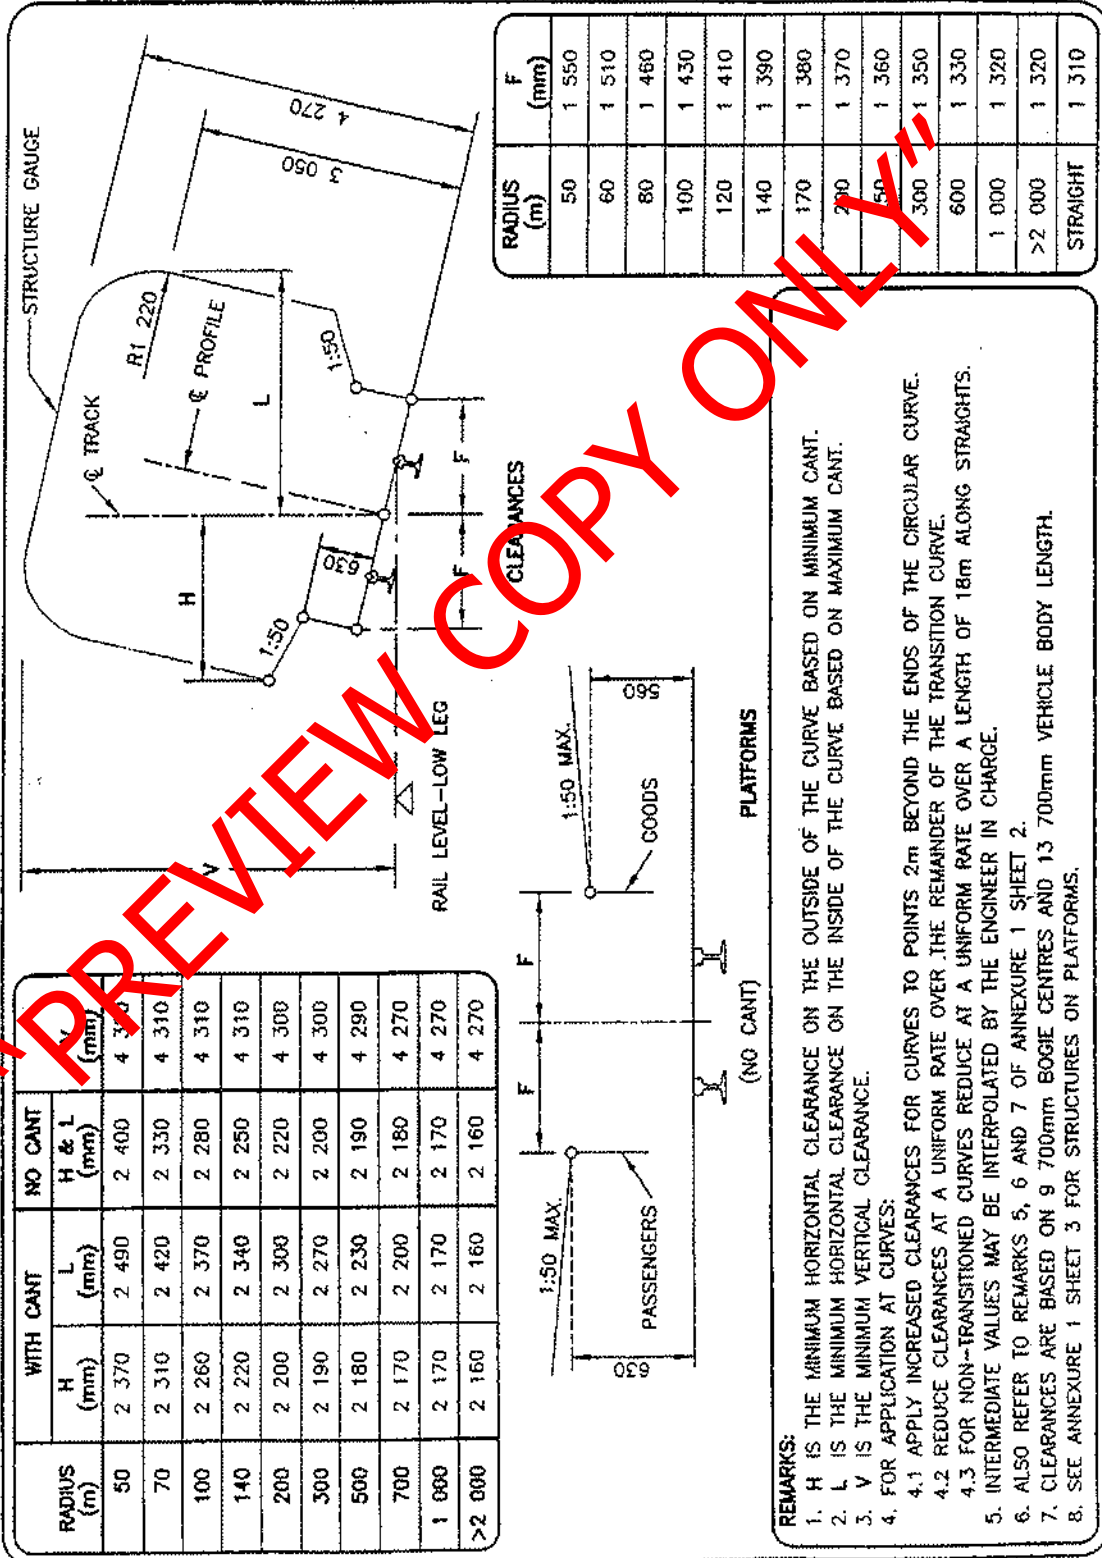 WITH CANT NO CANT
RADIUS (m) H (mm) L (mm) H & L (mm) (mm)
50 2 370 2 490 2 400
70 2 310 2 420 2 330 4 310
100 2 260 2 370 2 280 4 310
140 2 220 2 340 2 250 4 310
200 2 200 2 300 2 220 4 300
300 2 190 2 270 2 200 4 300
500 2 180 2 230 2 190 4 290
700 2 170 2 200 2 180 4 270
1 000 2 170 2 170 2 170 4 270
>2 000 2 160 2 160 2 160 4 270
STRUCTURE GAUGE
R1 220
℄ PROFILE
℄ TRACK
4 270
3 050
1:50
H
L
V
630
1:50
F
F
RAIL LEVEL-LOW LEG
CLEARANCES
1:50 MAX.
630
PASSENGERS
F
F
1:50 MAX.
560
GOODS
(NO CANT)
PLATFORMS
RADIUS (m) F (mm)
50 1 550
60 1 510
80 1 460
100 1 430
120 1 410
140 1 390
170 1 380
200 1 370
1 360
300 1 350
600 1 330
1 000 1 320
>2 000 1 320
STRAIGHT 1 310
REMARKS:
1. H IS THE MINIMUM HORIZONTAL CLEARANCE ON THE OUTSIDE OF THE CURVE BASED ON MINIMUM CANT.
2. L IS THE MINIMUM HORIZONTAL CLEARANCE ON THE INSIDE OF THE CURVE BASED ON MAXIMUM CANT.
3. V IS THE MINIMUM VERTICAL CLEARANCE.
4. FOR APPLICATION AT CURVES:
4.1 APPLY INCREASED CLEARANCES FOR CURVES TO POINTS 2m BEYOND THE ENDS OF THE CIRCULAR CURVE.
4.2 REDUCE CLEARANCES AT A UNIFORM RATE OVER THE REMAINDER OF THE TRANSITION CURVE.
4.3 FOR NON-TRANSITIONED CURVES REDUCE AT A UNIFORM RATE OVER A LENGTH OF 18m ALONG STRAIGHTS.
5. INTERMEDIATE VALUES MAY BE INTERPOLATED BY THE ENGINEER IN CHARGE.
6. ALSO REFER TO REMARKS 5, 6 AND 7 OF ANNEXURE 1 SHEET 2.
7. CLEARANCES ARE BASED ON 9 700mm BOGIE CENTRES AND 13 700mm VEHICLE BODY LENGTH.
8. SEE ANNEXURE 1 SHEET 3 FOR STRUCTURES ON PLATFORMS.
" PREVIEW COPY ONLY"